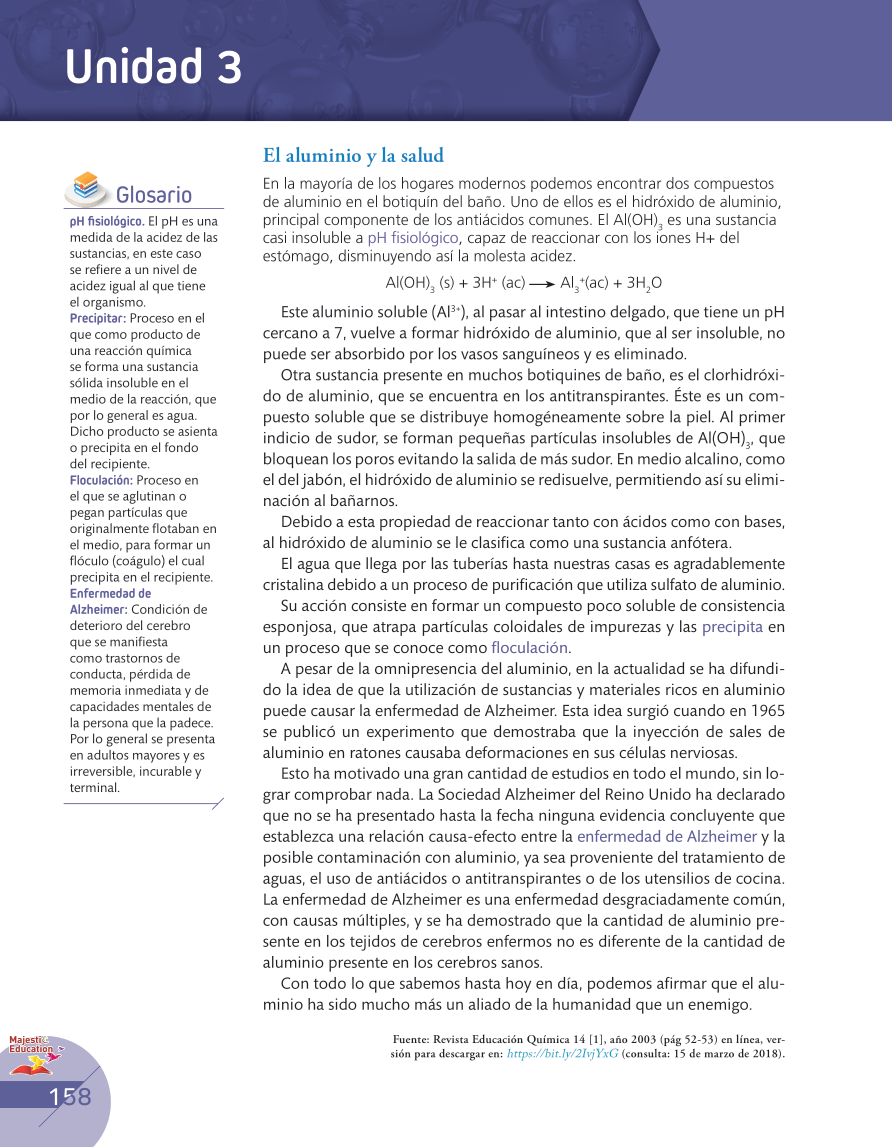 Unidad 3
Glosario
pH fisiológico. El pH es una
medida de la acidez de las
sustancias, en este caso
se refiere a un nivel de
acidez igual al que tiene
el organismo.
Precipitar: Proceso en el
que como producto de
una reacción química
se forma una sustancia
sólida insoluble en el
medio de la reacción, que
por lo general es agua.
Dicho producto se asienta
o precipita en el fondo
del recipiente.
Floculación: Proceso en
el que se aglutinan o
pegan partículas que
originalmente flotaban en
el medio, para formar un
flóculo (coágulo) el cual
precipita en el recipiente.
Enfermedad de
Alzheimer: Condición de
deterioro del cerebro
que se manifiesta
como trastornos de
conducta, pérdida de
memoria inmediata y de
capacidades mentales de
la persona que la padece.
Por lo general se presenta
en adultos mayores y es
irreversible, incurable y
terminal.
El aluminio y la salud
En la mayoría de los hogares modernos podemos encontrar dos compuestos
de aluminio en el botiquín del baño. Uno de ellos es el hidróxido de aluminio,
principal componente de los antiácidos comunes. El Al(OH)₃ es una sustancia
casi insoluble a pH fisiológico, capaz de reaccionar con los iones H+ del
estómago, disminuyendo así la molesta acidez.
Al(OH)₃ (s) + 3H⁺ (ac) ⟶ Al₃⁺(ac) + 3H₂O
Este aluminio soluble (Al³⁺), al pasar al intestino delgado, que tiene un pH
cercano a 7, vuelve a formar hidróxido de aluminio, que al ser insoluble, no
puede ser absorbido por los vasos sanguíneos y es eliminado.
Otra sustancia presente en muchos botiquines de baño, es el clorhidróxi-
do de aluminio, que se encuentra en los antitranspirantes. Éste es un com-
puesto soluble que se distribuye homogéneamente sobre la piel. Al primer
indicio de sudor, se forman pequeñas partículas insolubles de Al(OH)₃, que
bloquean los poros evitando la salida de más sudor. En medio alcalino, como
el del jabón, el hidróxido de aluminio se redisuelve, permitiendo así su elimi-
nación al bañarnos.
Debido a esta propiedad de reaccionar tanto con ácidos como con bases,
al hidróxido de aluminio se le clasifica como una sustancia anfótera.
El agua que llega por las tuberías hasta nuestras casas es agradablemente
cristalina debido a un proceso de purificación que utiliza sulfato de aluminio.
Su acción consiste en formar un compuesto poco soluble de consistencia
esponjosa, que atrapa partículas coloidales de impurezas y las precipita en
un proceso que se conoce como floculación.
A pesar de la omnipresencia del aluminio, en la actualidad se ha difundi-
do la idea de que la utilización de sustancias y materiales ricos en aluminio
puede causar la enfermedad de Alzheimer. Esta idea surgió cuando en 1965
se publicó un experimento que demostraba que la inyección de sales de
aluminio en ratones causaba deformaciones en sus células nerviosas.
Esto ha motivado una gran cantidad de estudios en todo el mundo, sin lo-
grar comprobar nada. La Sociedad Alzheimer del Reino Unido ha declarado
que no se ha presentado hasta la fecha ninguna evidencia concluyente que
establezca una relación causa-efecto entre la enfermedad de Alzheimer y la
posible contaminación con aluminio, ya sea proveniente del tratamiento de
aguas, el uso de antiácidos o antitranspirantes o de los utensilios de cocina.
La enfermedad de Alzheimer es una enfermedad desgraciadamente común,
con causas múltiples, y se ha demostrado que la cantidad de aluminio pre-
sente en los tejidos de cerebros enfermos no es diferente de la cantidad de
aluminio presente en los cerebros sanos.
Con todo lo que sabemos hasta hoy en día, podemos afirmar que el alu-
minio ha sido mucho más un aliado de la humanidad que un enemigo.
Fuente: Revista Educación Química 14 [1], año 2003 (pág 52-53) en línea, ver-
sión para descargar en: https://bit.ly/2IvjYxG (consulta: 15 de marzo de 2018).
Majestic
Education
158